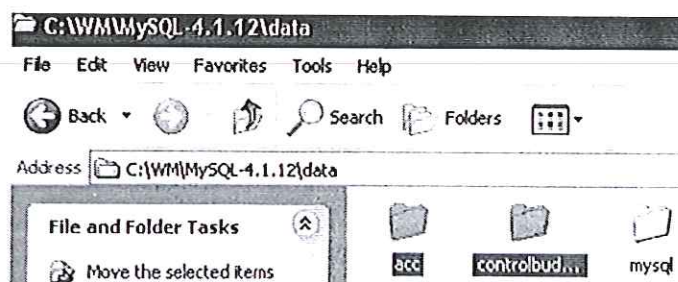 C:\WM\MySQL-4.1.12\data
File Edit View Favorites Tools Help
Back Search Folders
Address C:\WM\MySQL-4.1.12\data
File and Folder Tasks
Move the selected items
acc controlbud... mysql